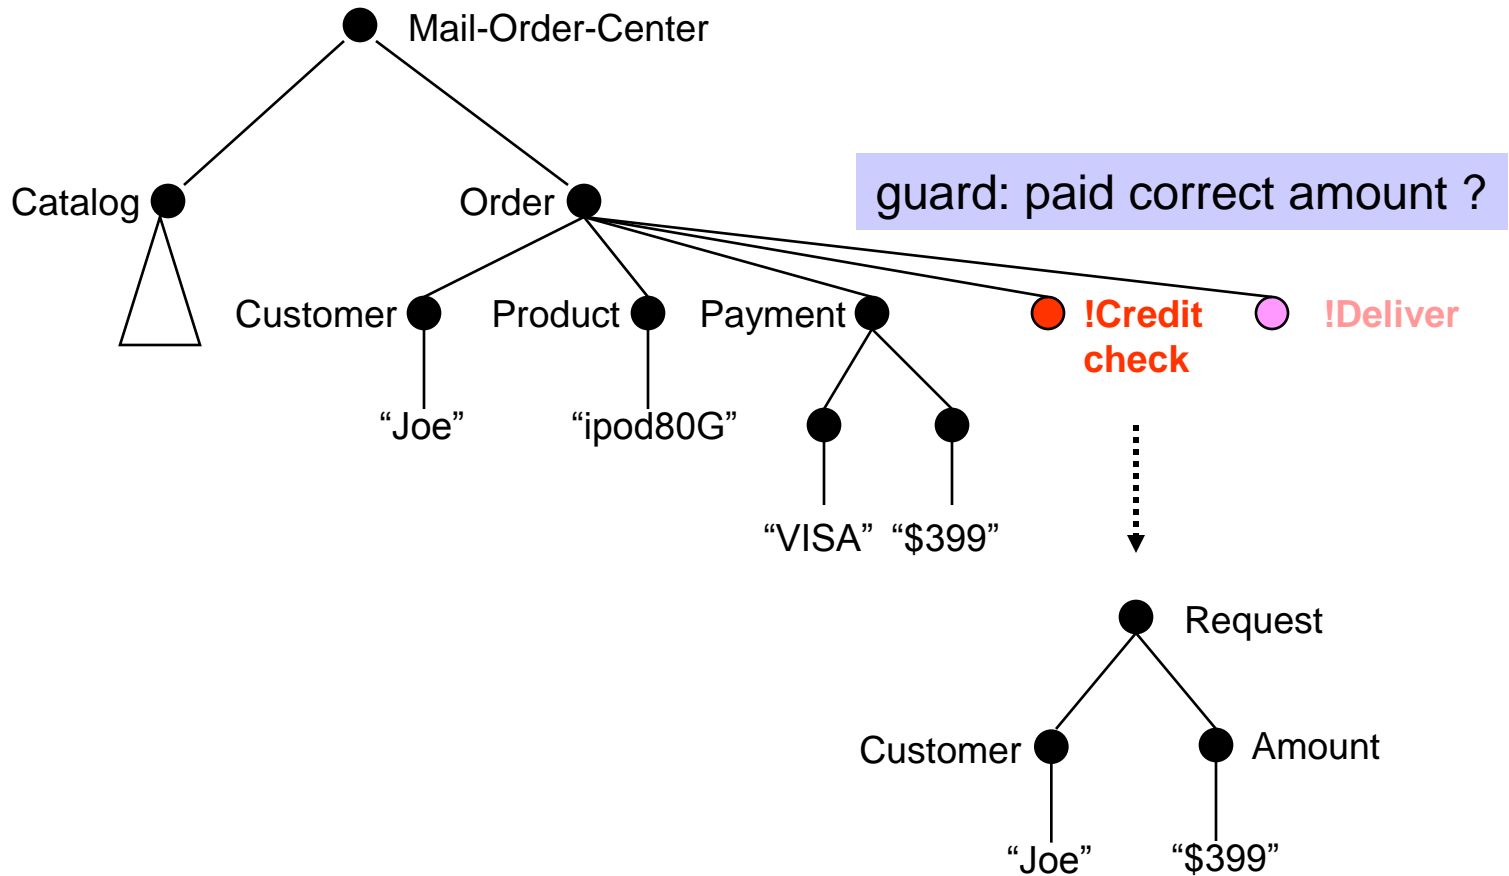 Mail-Order-Center
Catalog
Order
guard: paid correct amount ?
Customer
Product
Payment
!Credit
check
!Deliver
“Joe”
“ipod80G”
“VISA”
“$399”
Request
Customer
Amount
“Joe”
“$399”